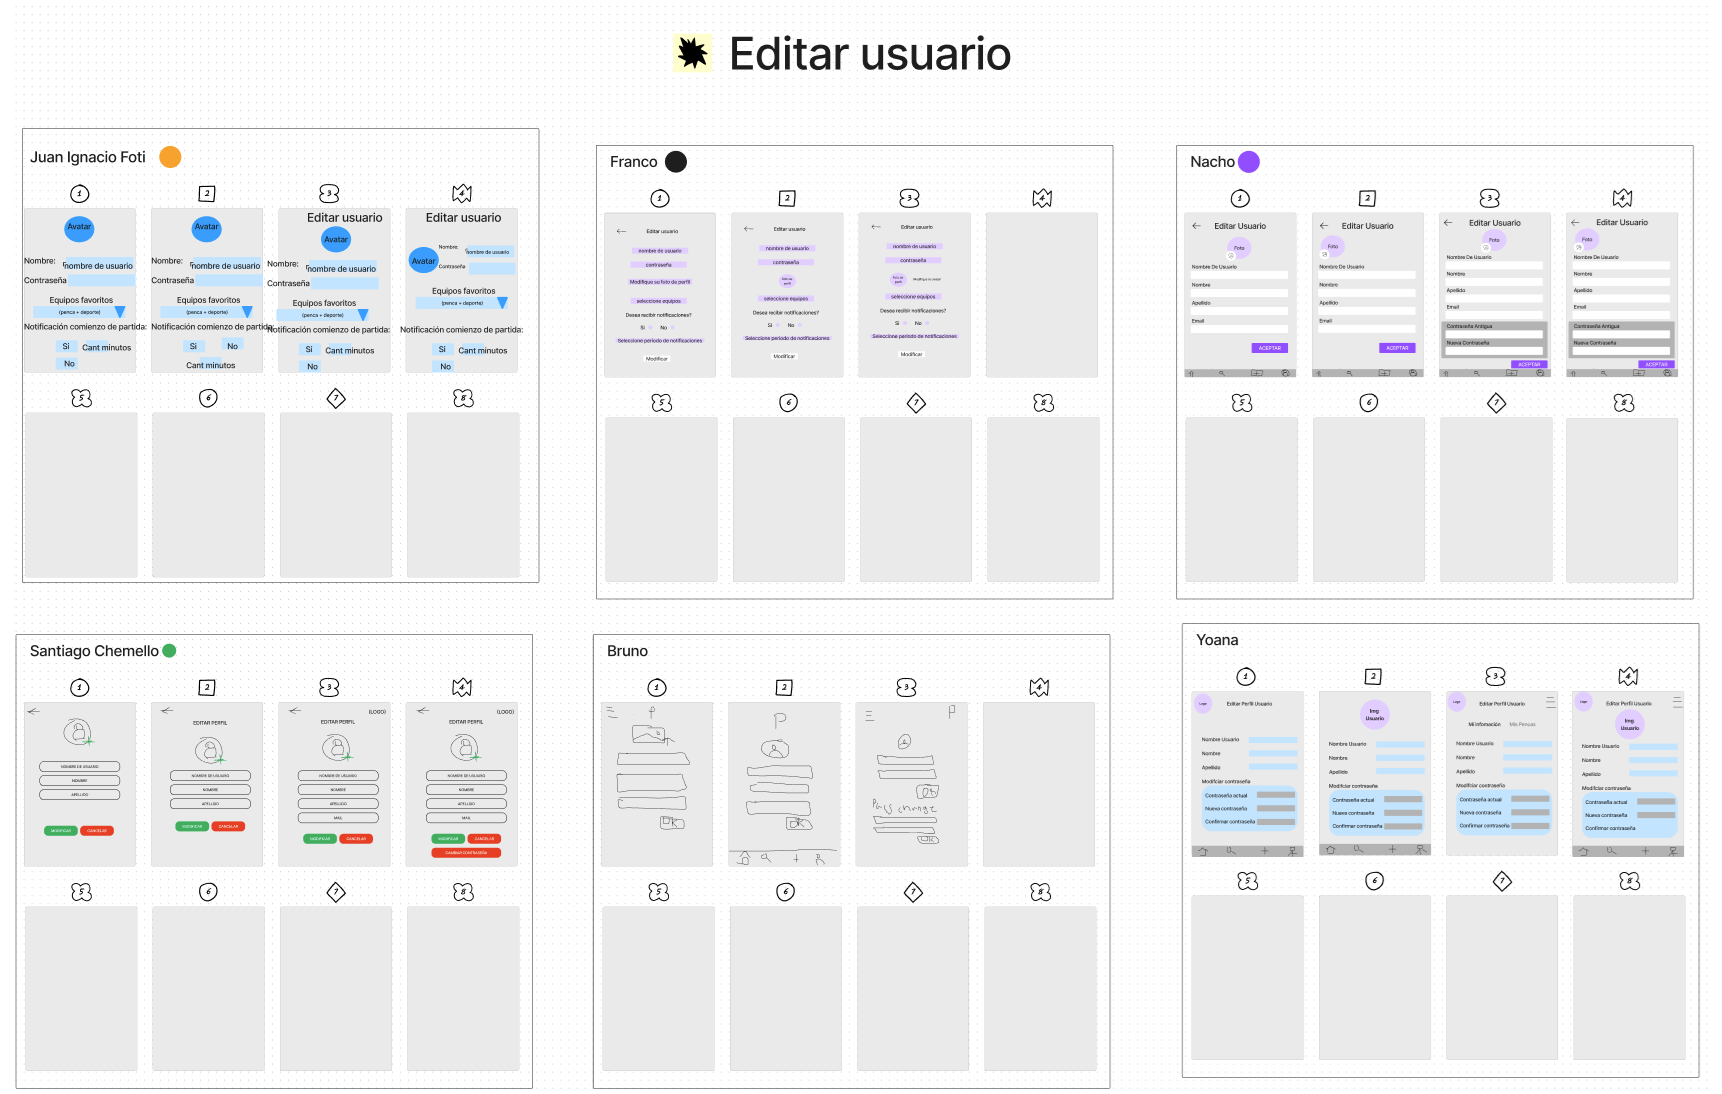 Editar usuario
Juan Ignacio Foti
1
2
3
4
Avatar
Nombre:
nombre de usuario
Contraseña
Equipos favoritos
(penca + deporte)
Notificación comienzo de partida:
Si
Cant minutos
No
Avatar
Nombre:
nombre de usuario
Contraseña
Equipos favoritos
(penca + deporte)
Notificación comienzo de partida:
Si
No
Cant minutos
Editar usuario
Avatar
Nombre:
nombre de usuario
Contraseña
Equipos favoritos
(penca + deporte)
Notificación comienzo de partida:
Si
Cant minutos
No
Editar usuario
Avatar
Nombre:
nombre de usuario
Contraseña
Equipos favoritos
(penca + deporte)
Notificación comienzo de partida:
Si
Cant minutos
No
5
6
7
8
Franco
1
2
3
4
Editar usuario
nombre de usuario
contraseña
Modifique su foto de perfil
seleccione equipos
Desea recibir notificaciones?
Si
No
Seleccione periodo de notificaciones
Modificar
Editar usuario
nombre de usuario
contraseña
seleccione equipos
Desea recibir notificaciones?
Si
No
Seleccione periodo de notificaciones
Modificar
Editar usuario
nombre de usuario
contraseña
seleccione equipos
Desea recibir notificaciones?
Si
No
Seleccione periodo de notificaciones
Modificar
5
6
7
8
Nacho
1
2
3
4
Editar Usuario
Foto
Nombre De Usuario
Nombre
Apellido
Email
ACEPTAR
Editar Usuario
Foto
Nombre De Usuario
Nombre
Apellido
Email
ACEPTAR
Editar Usuario
Foto
Nombre De Usuario
Nombre
Apellido
Email
Contraseña Antigua
Nueva Contraseña
ACEPTAR
Editar Usuario
Foto
Nombre De Usuario
Nombre
Apellido
Email
Contraseña Antigua
Nueva Contraseña
ACEPTAR
5
6
7
8
Santiago Chemello
1
2
3
4
NOMBRE DE USUARIO
NOMBRE
APELLIDO
MODIFICAR
CANCELAR
EDITAR PERFIL
NOMBRE DE USUARIO
NOMBRE
APELLIDO
MODIFICAR
CANCELAR
(LOGO)
EDITAR PERFIL
NOMBRE DE USUARIO
NOMBRE
APELLIDO
MAIL
MODIFICAR
CANCELAR
(LOGO)
EDITAR PERFIL
NOMBRE DE USUARIO
NOMBRE
APELLIDO
MAIL
MODIFICAR
CANCELAR
CAMBIAR CONTRASEÑA
5
6
7
8
Bruno
1
2
3
4
P
OK
P
OK
P
OK
Pass change
OK
5
6
7
8
Yoana
1
2
3
4
Logo
Editar Perfil Usuario
Nombre Usuario
Nombre
Apellido
Modifciar contraseña
Contraseña actual
Nueva contraseña
Confirmar contraseña
Img
Usuario
Nombre Usuario
Nombre
Apellido
Modifciar contraseña
Contraseña actual
Nueva contraseña
Confirmar contraseña
Logo
Editar Perfil Usuario
Mi Infomación
Mis Pencas
Nombre Usuario
Nombre
Apellido
Modifciar contraseña
Contraseña actual
Nueva contraseña
Confirmar contraseña
Logo
Editar Perfil Usuario
Img
Usuario
Nombre Usuario
Nombre
Apellido
Modifciar contraseña
Contraseña actual
Nueva contraseña
Confirmar contraseña
5
6
7
8